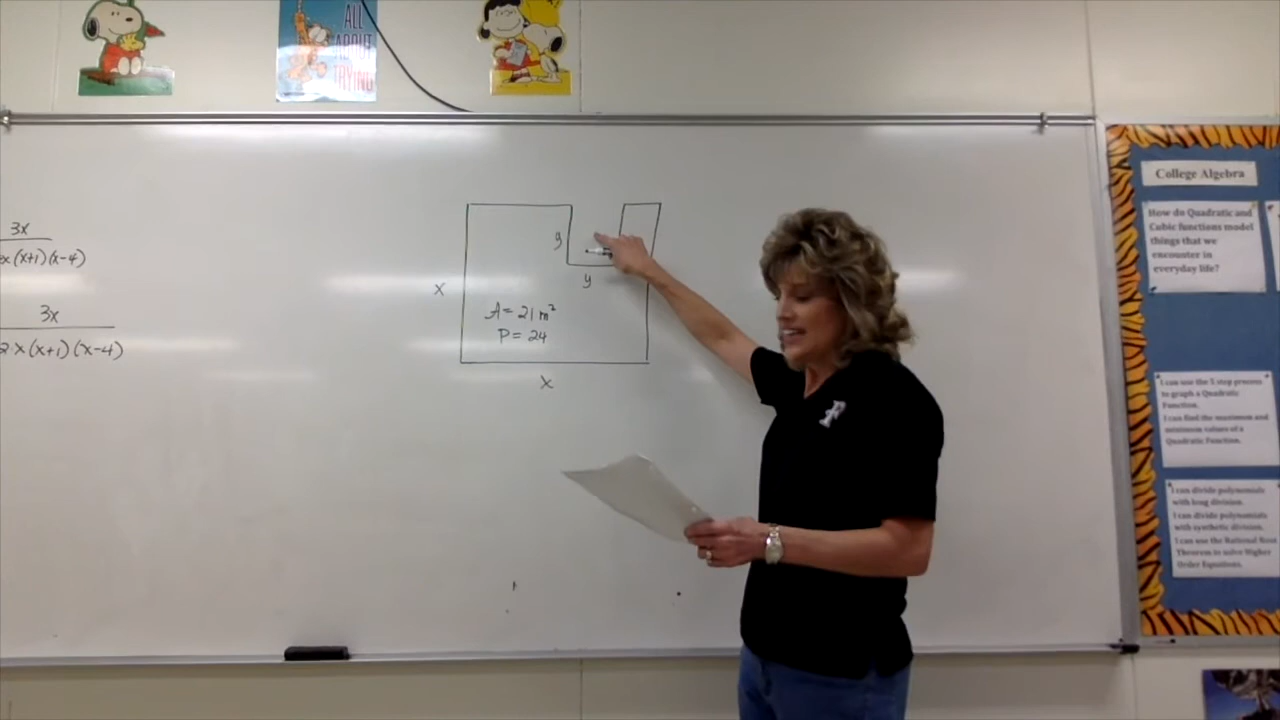 ALL
ABOUT
TRYING
3x
x(x+1)(x-4)
3x
2x(x+1)(x-4)
y
y
x
A = 21 m²
P = 24
x
P
College Algebra
How do Quadratic and
Cubic functions model
things that we
encounter in
everyday life?
I can use the 5 step process
to graph a Quadratic
Function.
I can find the maximum and
minimum values of a
Quadratic Function.
I can divide polynomials
with long division.
I can divide polynomials
with synthetic division.
I can use the Rational Root
Theorem to solve Higher
Order Equations.